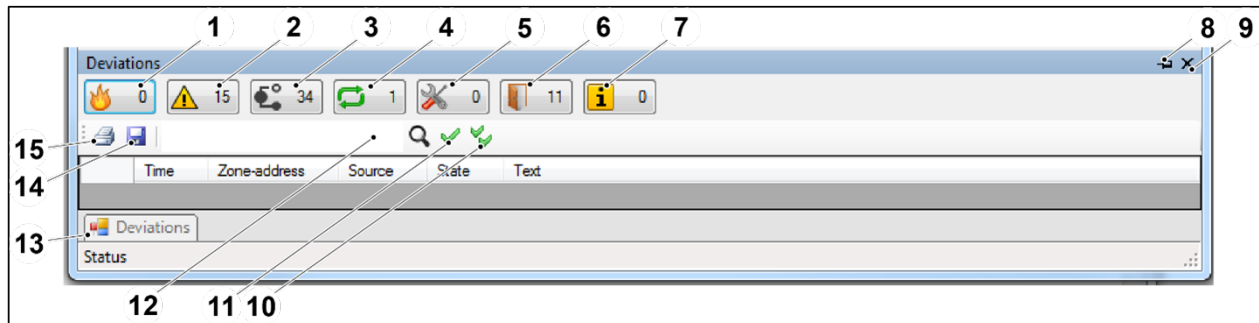 1 2 3 4 5 6 7 8 9
Deviations
0 15 34 1 0 11 i 0
15
Time Zone-address Source State Text
14
Deviations
13
Status
12 11 10